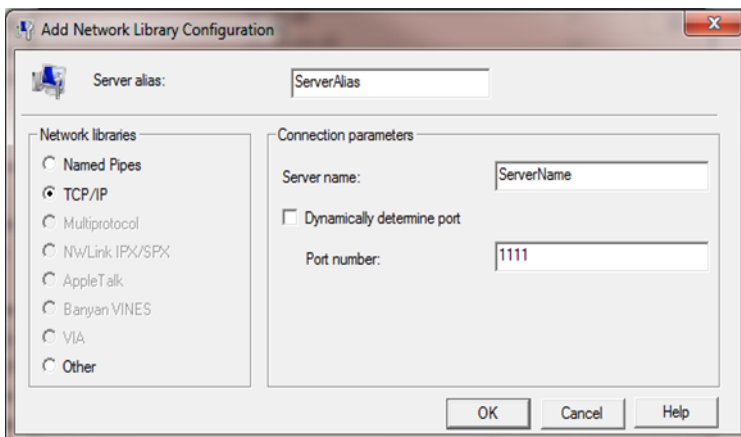 Add Network Library Configuration
Server alias: ServerAlias
Network libraries
Named Pipes
TCP/IP
Multiprotocol
NWLink IPX/SPX
AppleTalk
Banyan VINES
VIA
Other
Connection parameters
Server name: ServerName
Dynamically determine port
Port number: 1111
OK Cancel Help